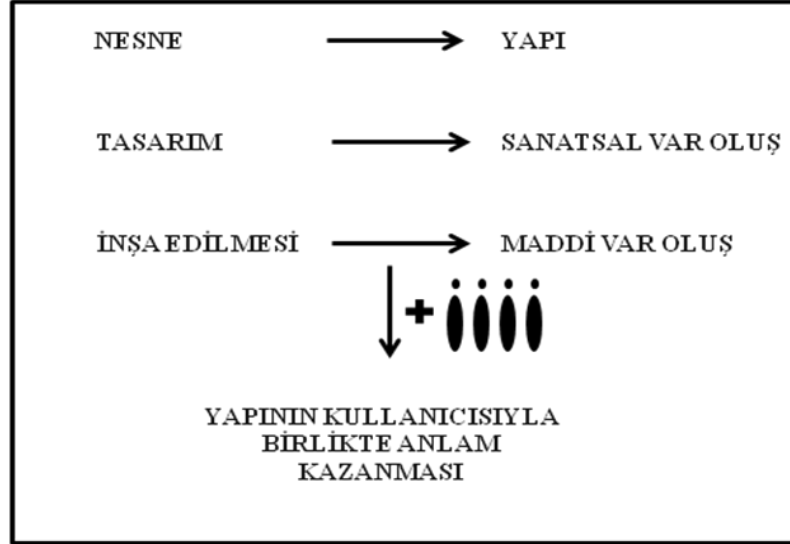 NESNE YAPI
TASARIM SANATSAL VAR OLUŞ
İNŞA EDİLMESİ MADDİ VAR OLUŞ
YAPININ KULLANICISIYLA
BİRLİKTE ANLAM
KAZANMASI